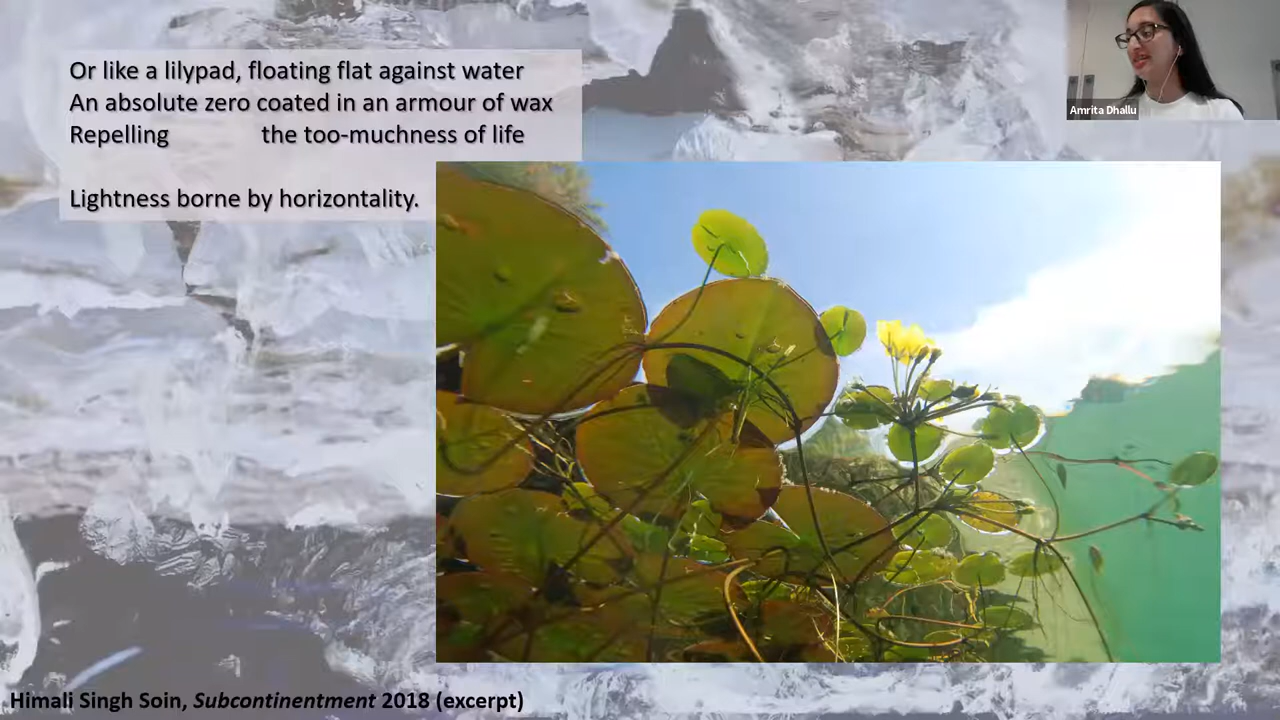 Or like a lilypad, floating flat against water
An absolute zero coated in an armour of wax
Repelling the too-muchness of life
Lightness borne by horizontality.
Amrita Dhallu
Himali Singh Soin, Subcontinentment 2018 (excerpt)